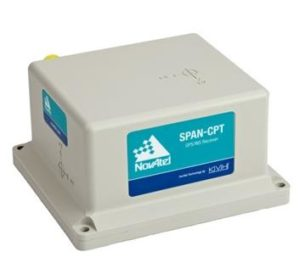 NovAtel
SPAN-CPT
GPS/INS Receiver
KVH